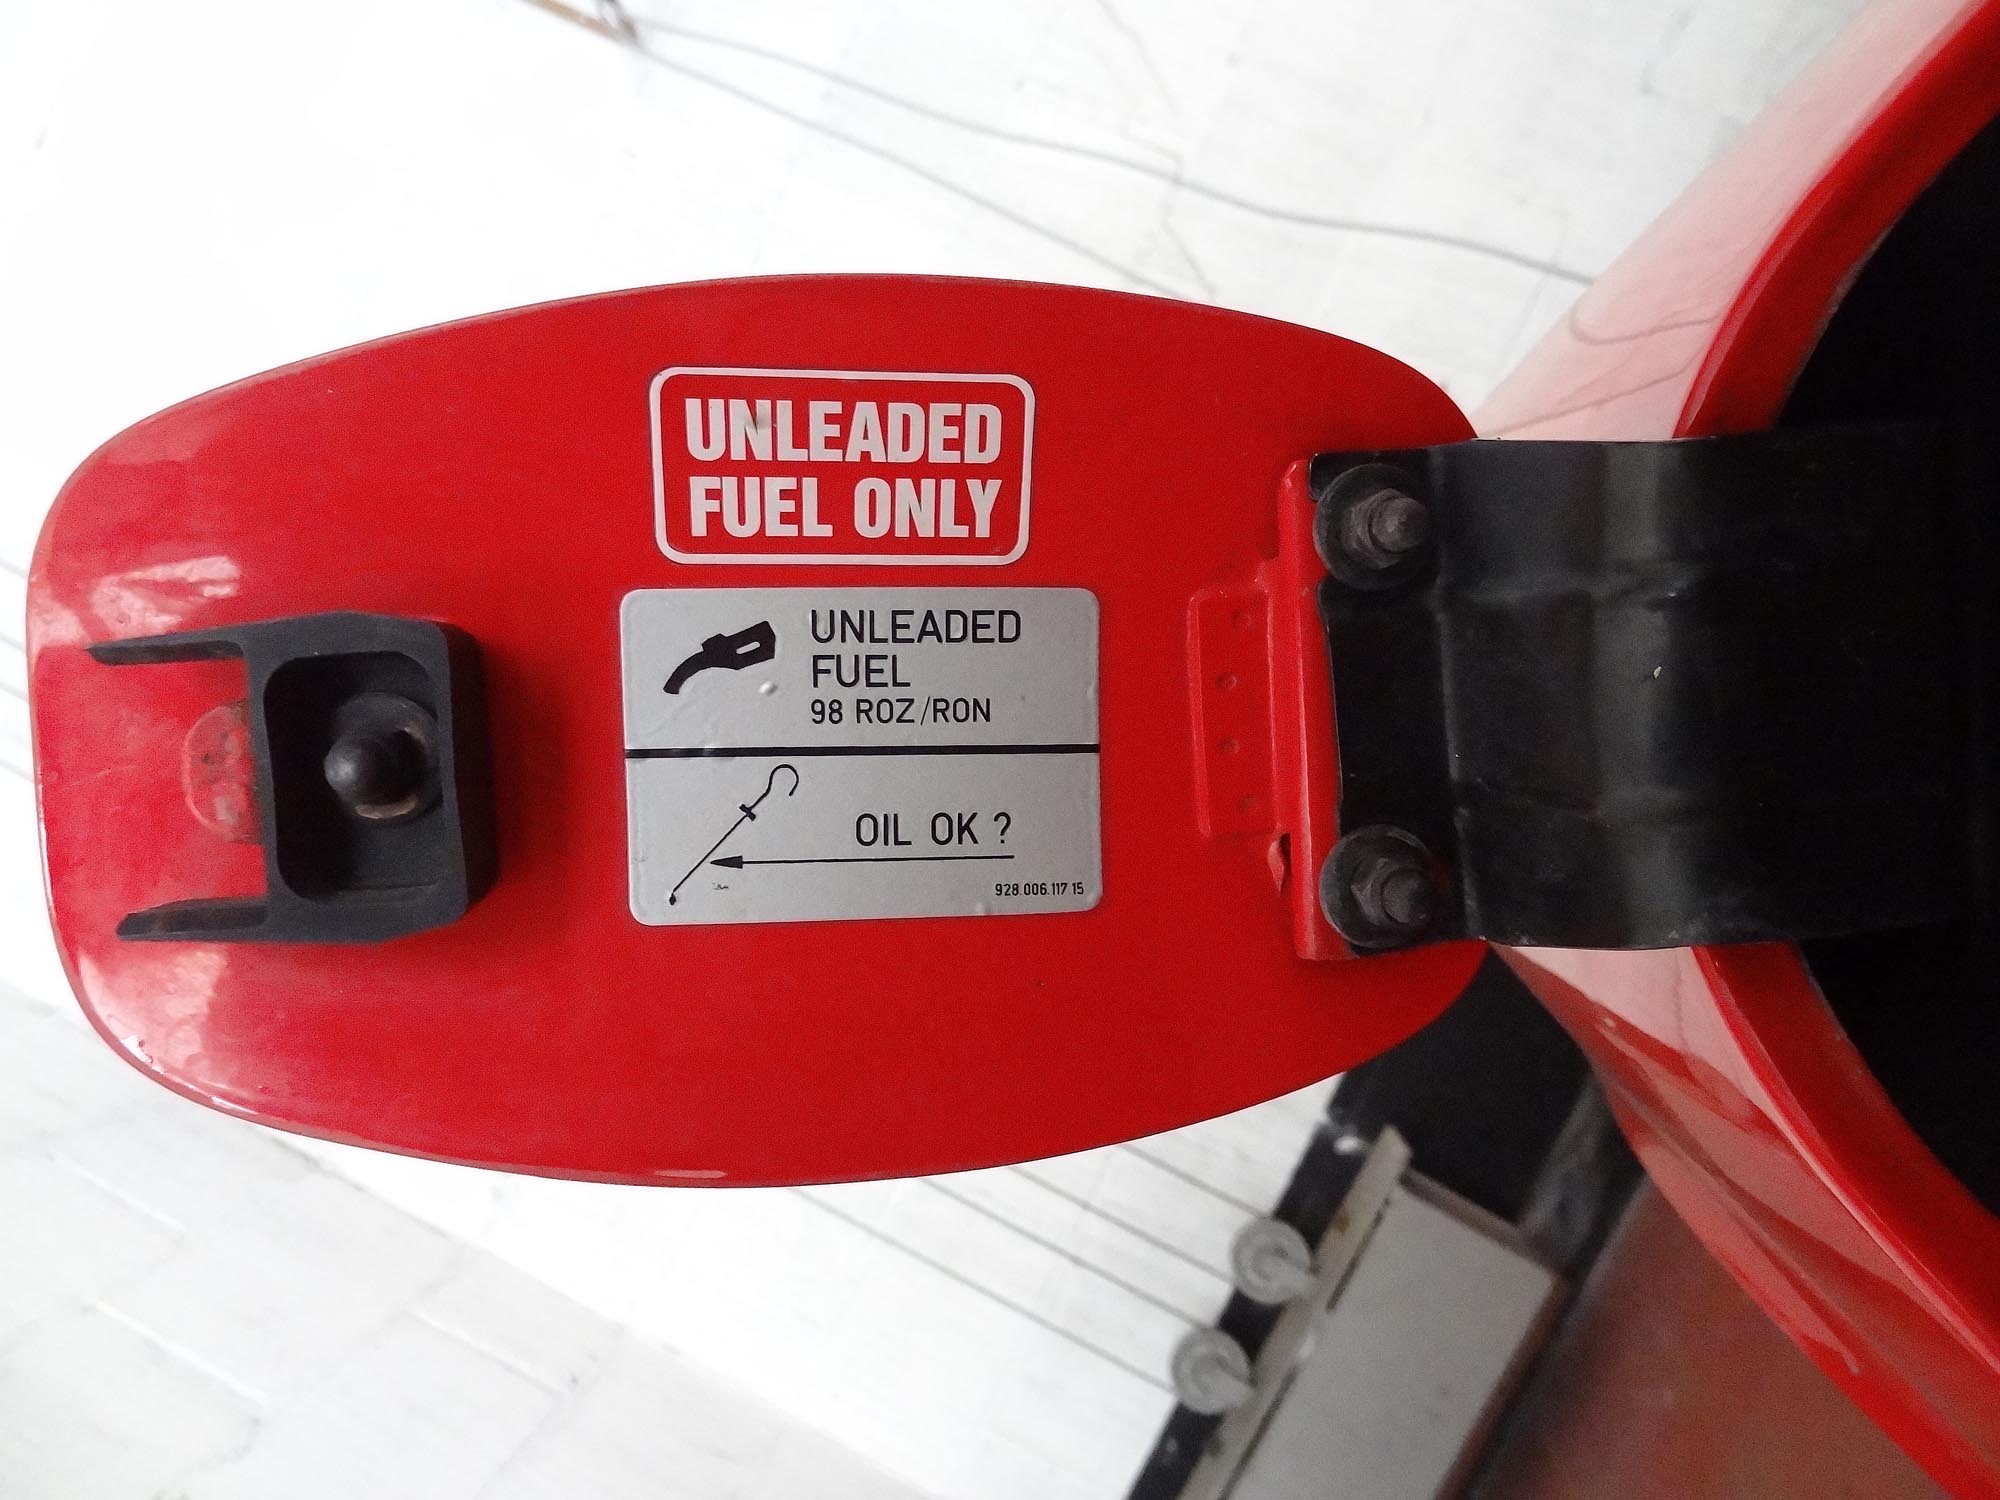 UNLEADED
FUEL ONLY
UNLEADED
FUEL
98 ROZ/RON
OIL OK ?
928.006.117 15